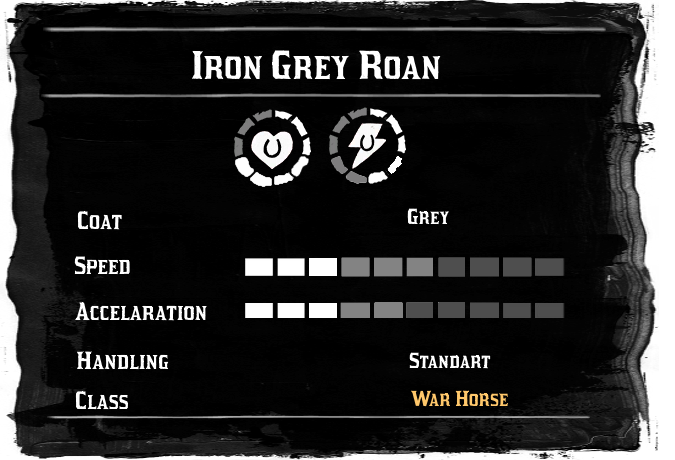 Iron Grey Roan
Coat Grey
Speed
Accelaration
Handling Standart
Class War Horse